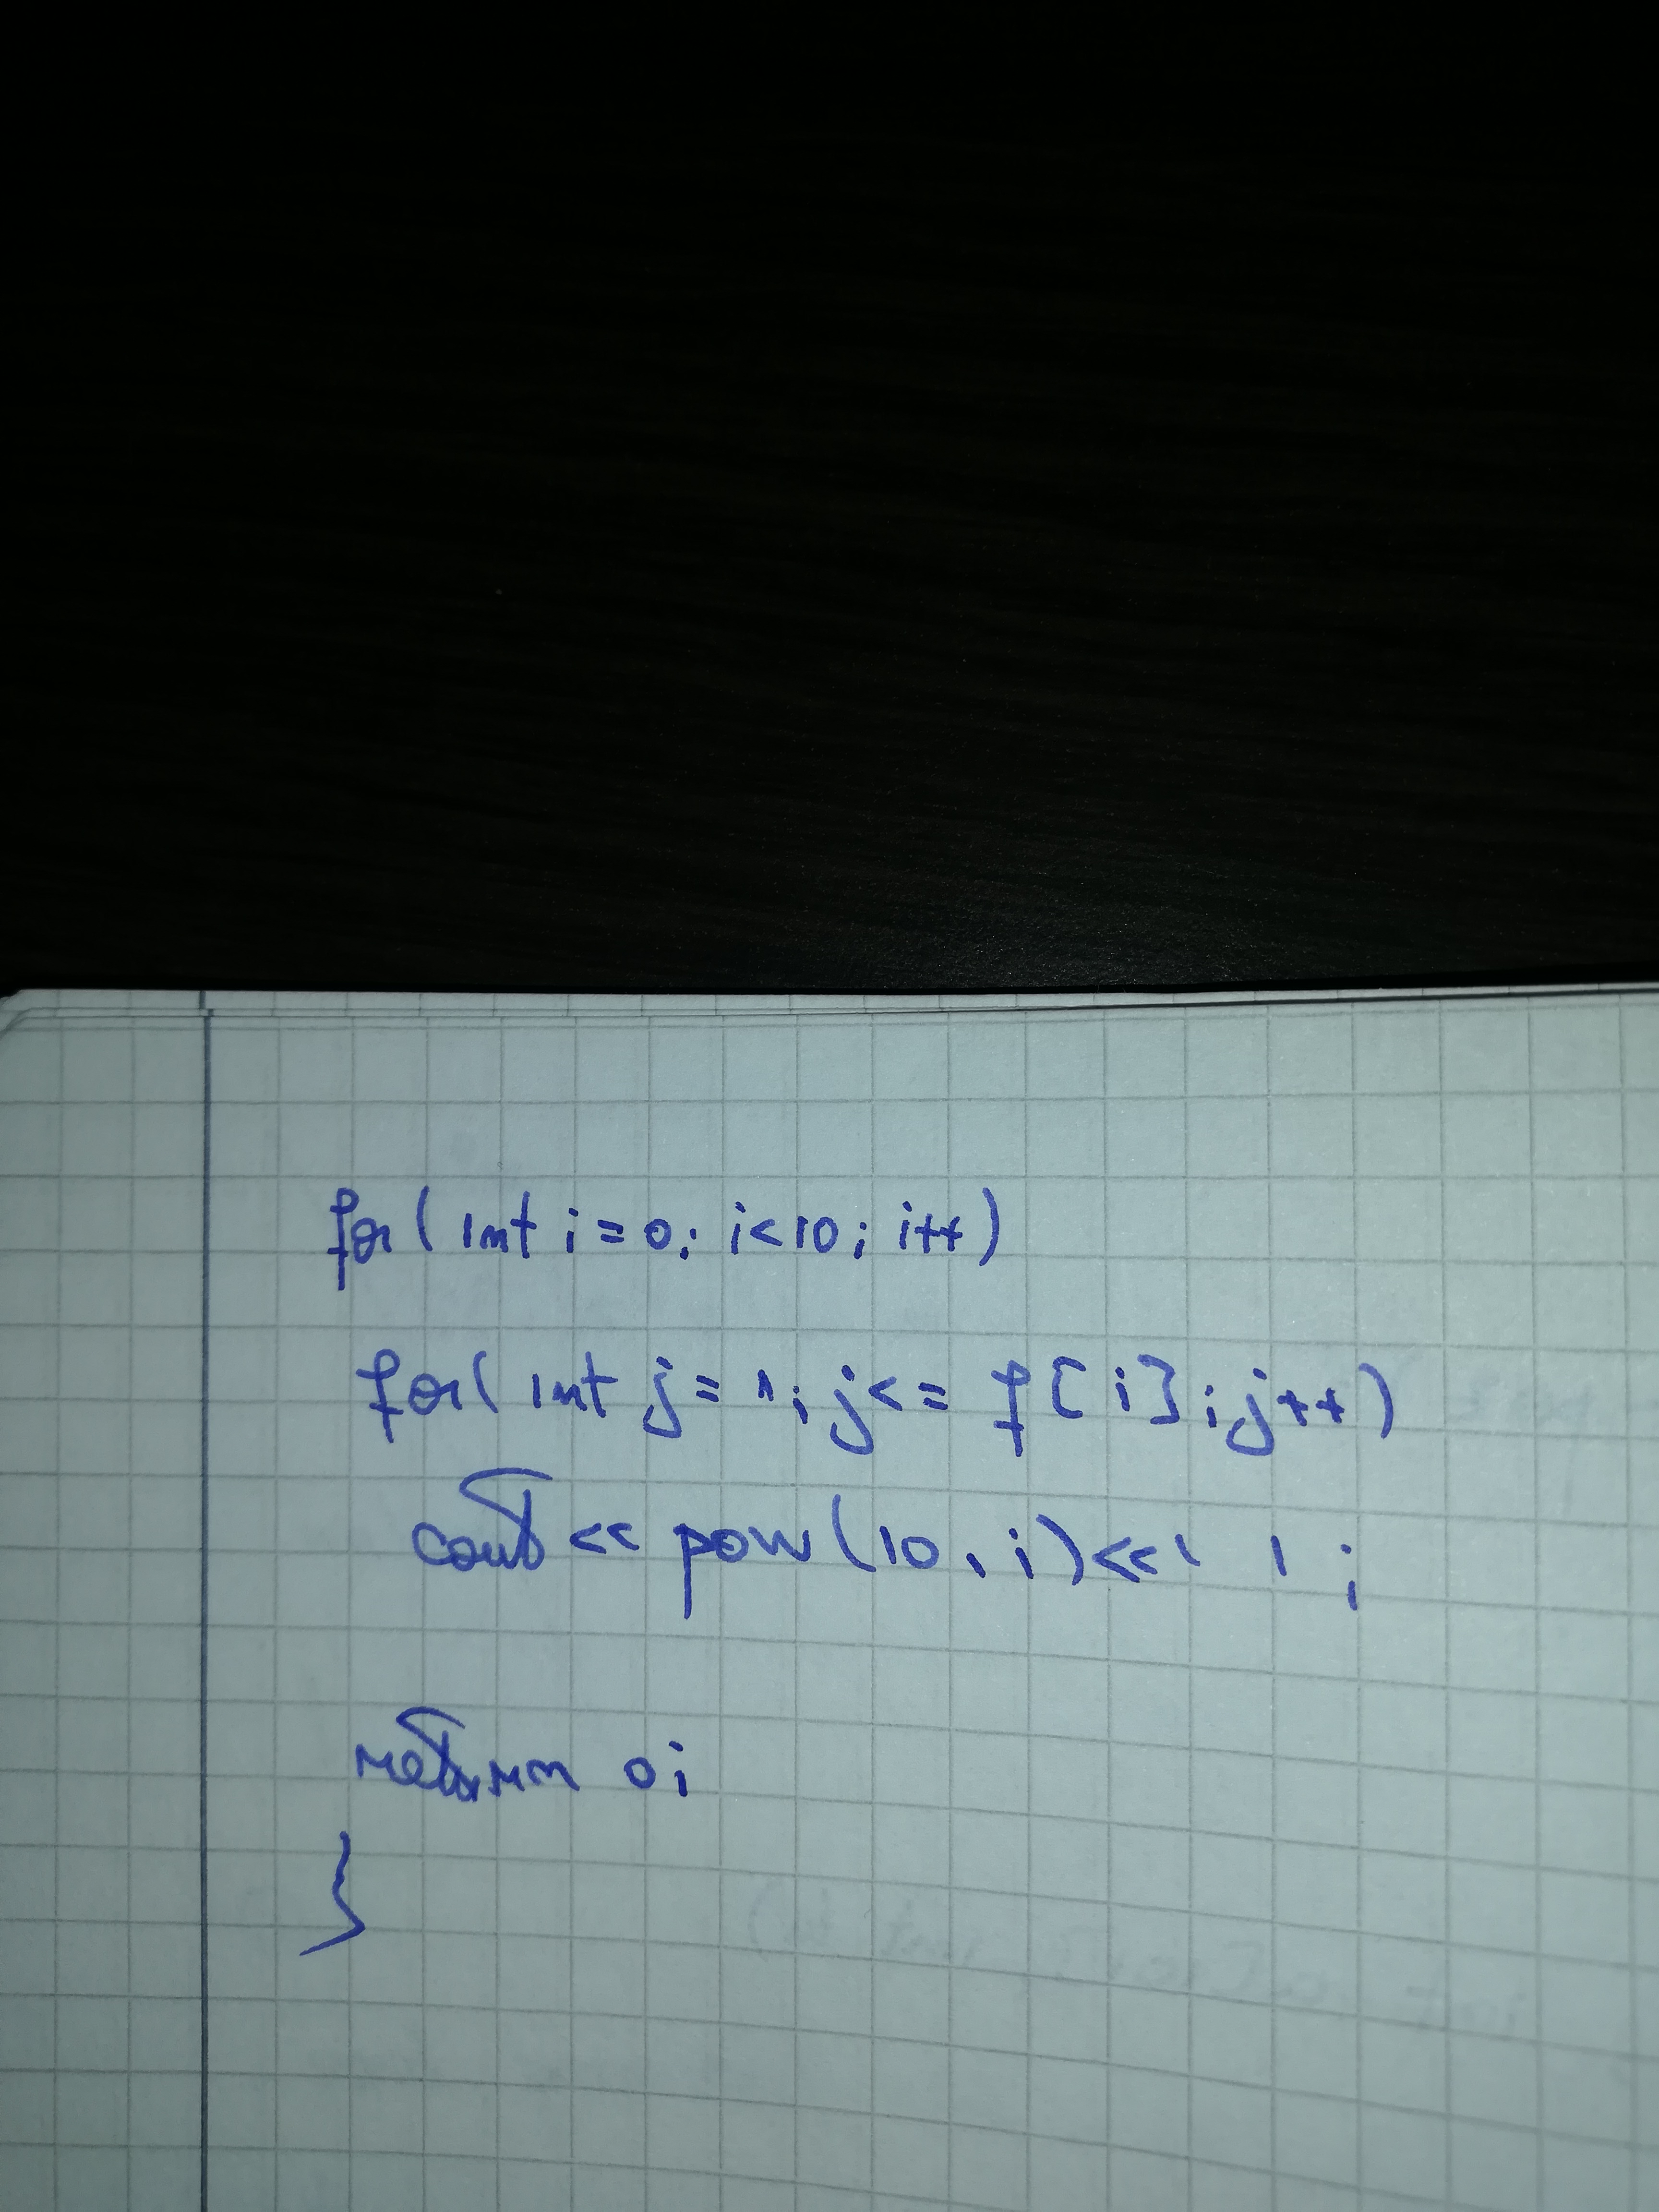 for( int i=0; i<10; i++)
for( int j=1; j<= f[i]; j++)
cout << pow(10, i)<<' ';
return 0;
}